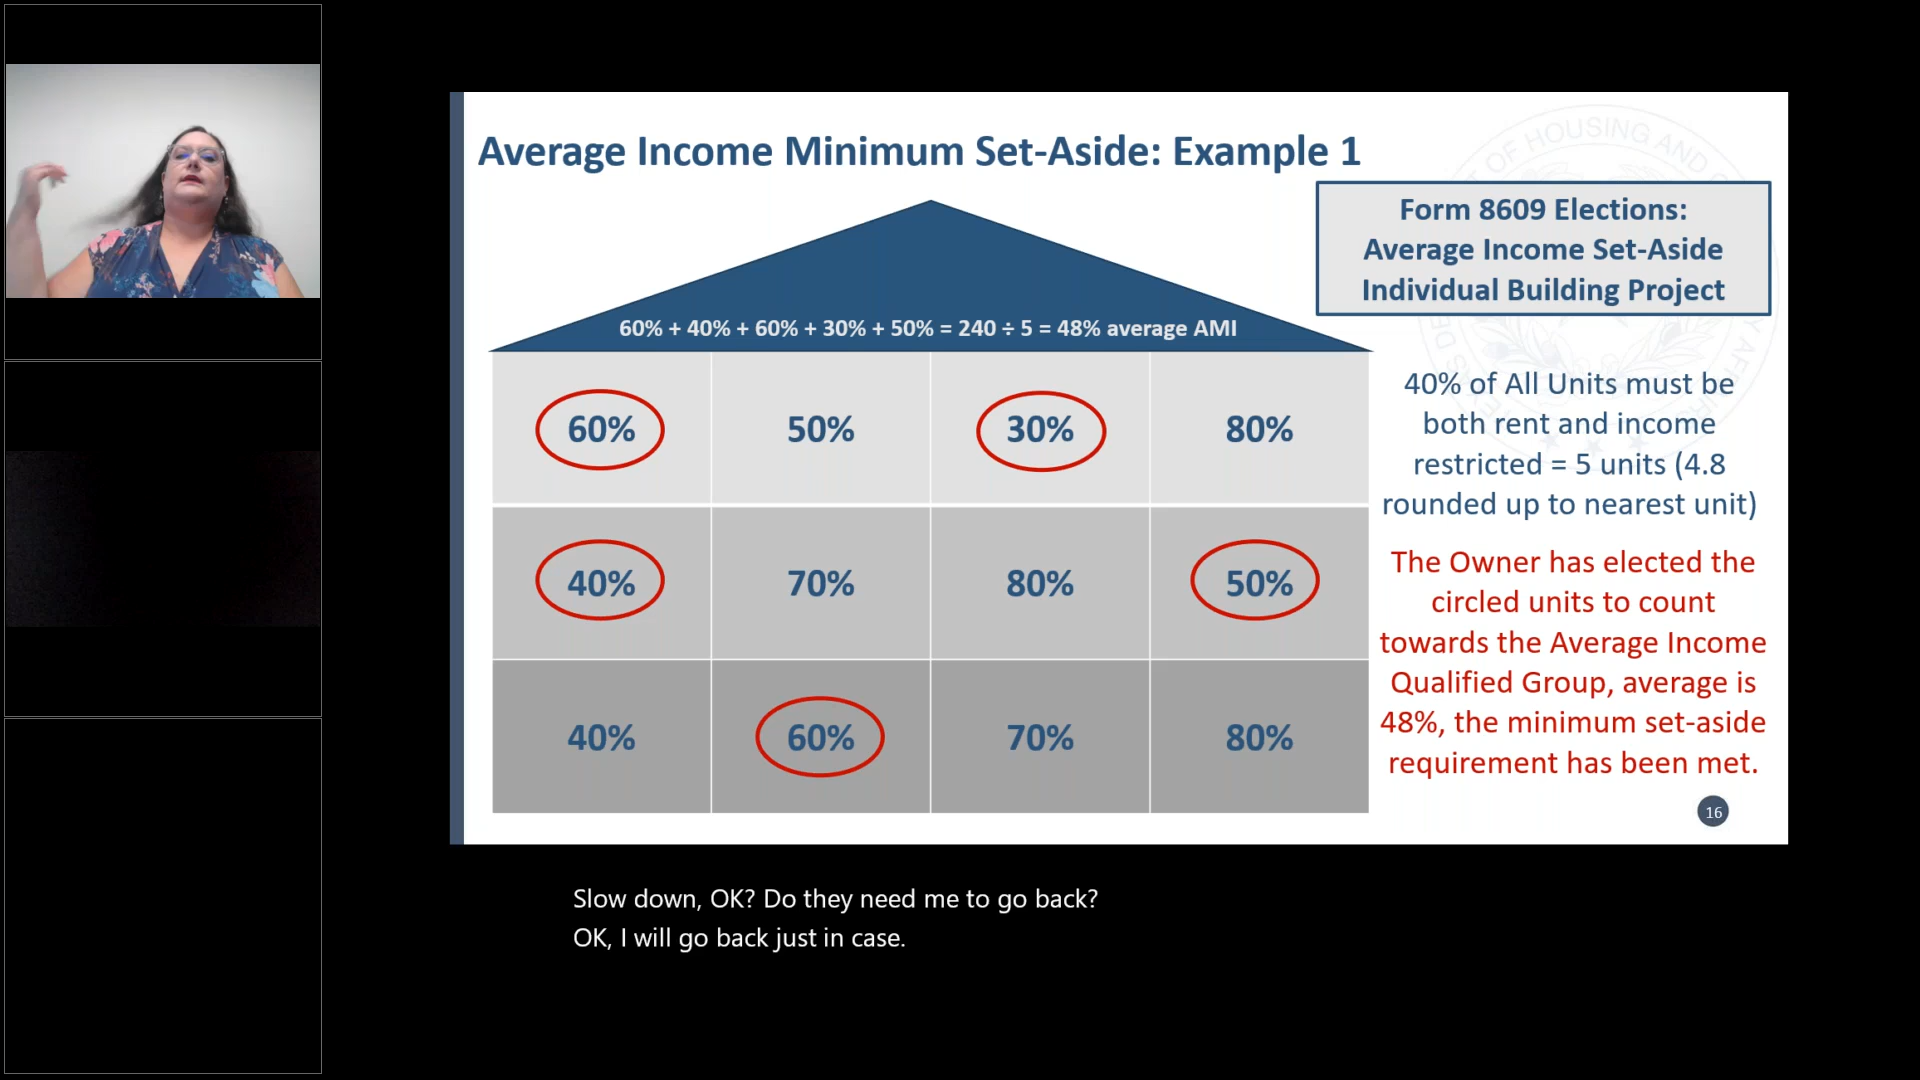 Average Income Minimum Set-Aside: Example 1
Form 8609 Elections:
Average Income Set-Aside
Individual Building Project
60% + 40% + 60% + 30% + 50% = 240 ÷ 5 = 48% average AMI
60% 50% 30% 80%
40% 70% 80% 50%
40% 60% 70% 80%
40% of All Units must be
both rent and income
restricted = 5 units (4.8
rounded up to nearest unit)
The Owner has elected the
circled units to count
towards the Average Income
Qualified Group, average is
48%, the minimum set-aside
requirement has been met.
16
OF HOUSING AND
Slow down, OK? Do they need me to go back?
OK, I will go back just in case.